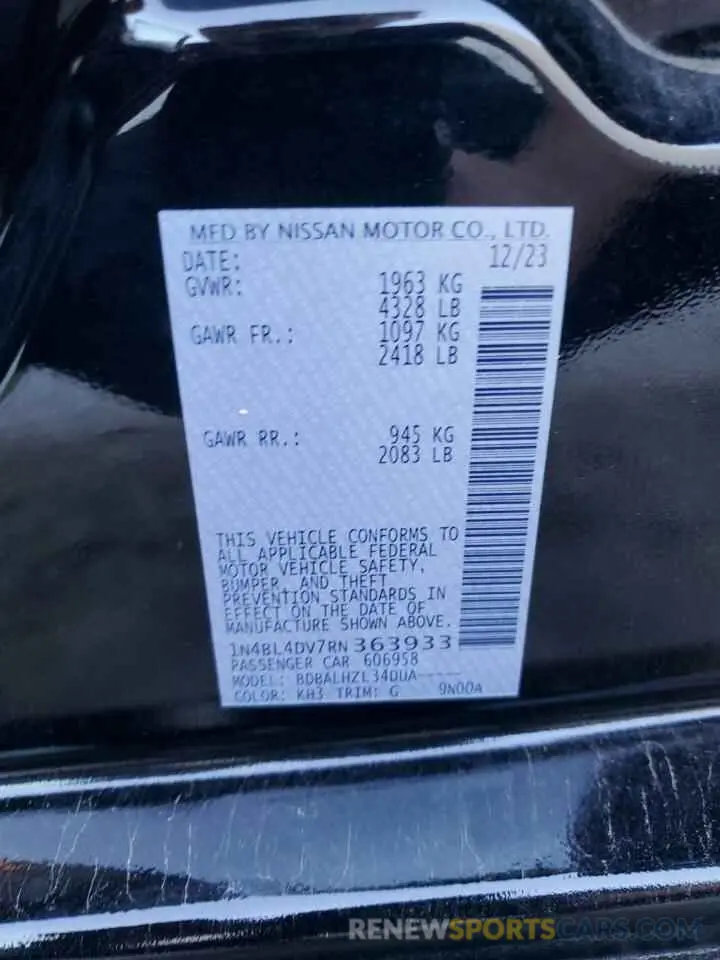 MFD BY NISSAN MOTOR CO., LTD.
DATE: 12/23
GVWR: 1963 KG
4328 LB
GAWR FR.: 1097 KG
2418 LB
GAWR RR.: 945 KG
2083 LB
THIS VEHICLE CONFORMS TO
ALL APPLICABLE FEDERAL
MOTOR VEHICLE SAFETY,
BUMPER, AND THEFT
PREVENTION STANDARDS IN
EFFECT ON THE DATE OF
MANUFACTURE SHOWN ABOVE.
1N4BL4DV7RN363933
PASSENGER CAR 606958
MODEL: BDBALHZL34DUA-----
COLOR: KH3 TRIM: G 9N00A
RENEWSPORTSCARS.COM